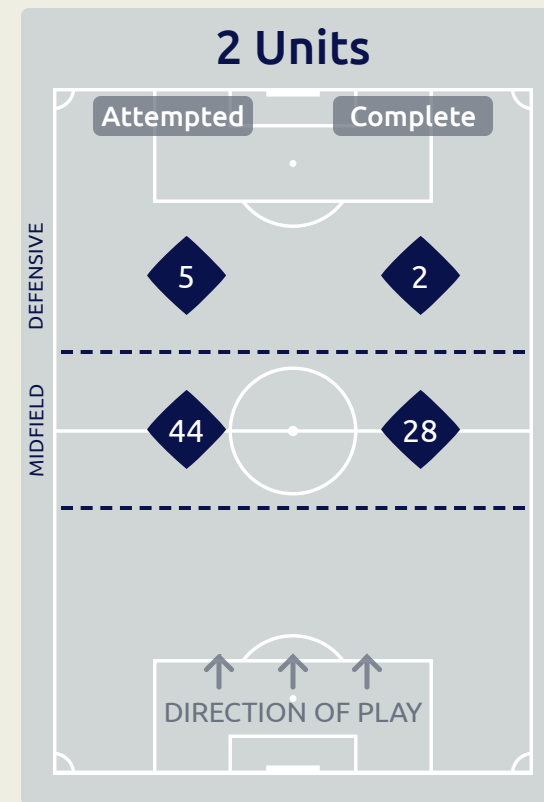 2 Units
Attempted Complete
DEFENSIVE
5 2
MIDFIELD
44 28
DIRECTION OF PLAY